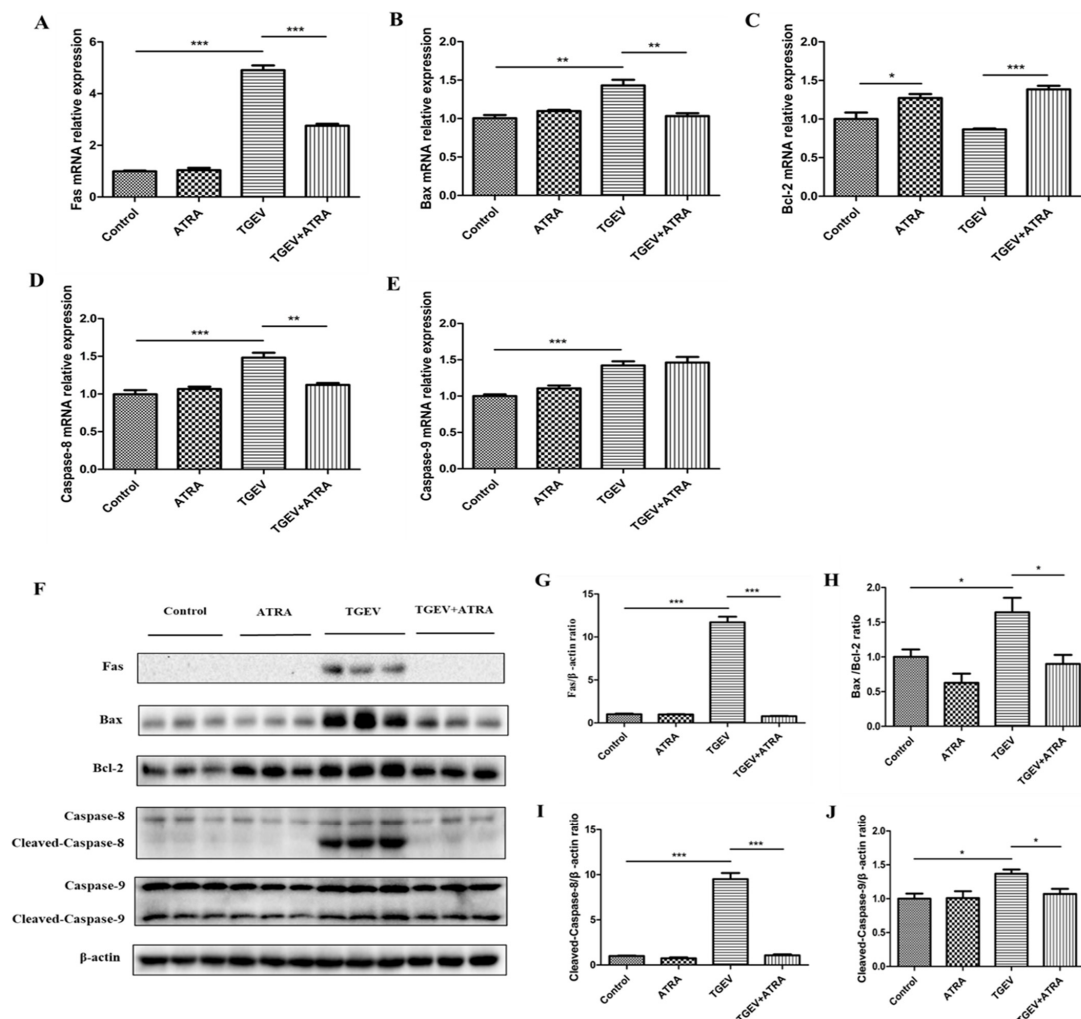 A
Fas mRNA relative expression
6
4
2
0
*** ***
Control
ATRA
TGEV
TGEV+ATRA
B
Bax mRNA relative expression
2.0
1.5
1.0
0.5
0.0
** **
Control
ATRA
TGEV
TGEV+ATRA
C
Bcl-2 mRNA relative expression
2.0
1.5
1.0
0.5
0.0
* ***
Control
ATRA
TGEV
TGEV+ATRA
D
Caspase-8 mRNA relative expression
2.0
1.5
1.0
0.5
0.0
*** **
Control
ATRA
TGEV
TGEV+ATRA
E
Caspase-9 mRNA relative expression
2.0
1.5
1.0
0.5
0.0
***
Control
ATRA
TGEV
TGEV+ATRA
F
Control ATRA TGEV TGEV+ATRA
Fas
Bax
Bcl-2
Caspase-8
Cleaved-Caspase-8
Caspase-9
Cleaved-Caspase-9
β-actin
G
Fas/β-actin ratio
15
10
5
0
*** ***
Control
ATRA
TGEV
TGEV+ATRA
H
Bax /Bcl-2 ratio
2.0
1.5
1.0
0.5
0.0
* *
Control
ATRA
TGEV
TGEV+ATRA
I
Cleaved-Caspase-8/β-actin ratio
15
10
5
0
*** ***
Control
ATRA
TGEV
TGEV+ATRA
J
Cleaved-Caspase-9/β-actin ratio
2.0
1.5
1.0
0.5
0.0
* *
Control
ATRA
TGEV
TGEV+ATRA